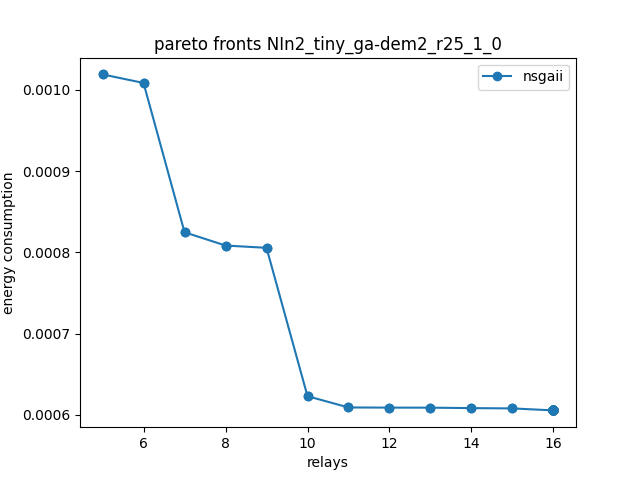 pareto fronts NIn2_tiny_ga-dem2_r25_1_0
nsgaii
energy consumption
0.0010
0.0009
0.0008
0.0007
0.0006
6 8 10 12 14 16
relays